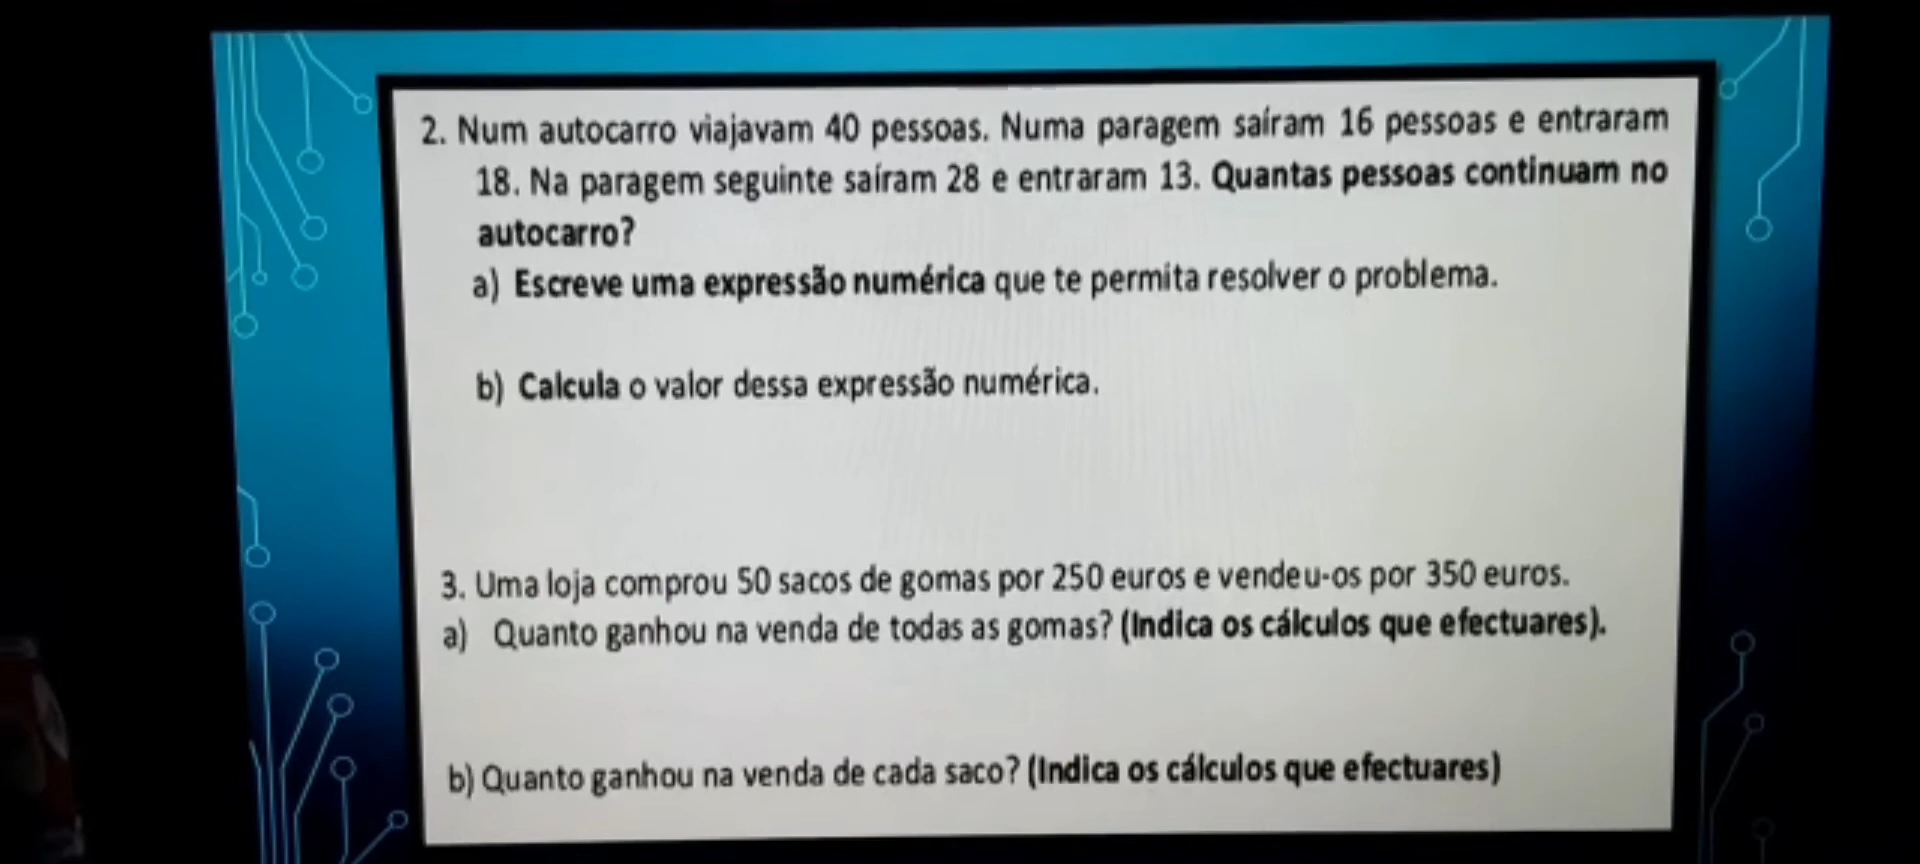 2. Num autocarro viajavam 40 pessoas. Numa paragem saíram 16 pessoas e entraram
18. Na paragem seguinte saíram 28 e entraram 13. Quantas pessoas continuam no
autocarro?
a) Escreve uma expressão numérica que te permita resolver o problema.
b) Calcula o valor dessa expressão numérica.
3. Uma loja comprou 50 sacos de gomas por 250 euros e vendeu-os por 350 euros.
a) Quanto ganhou na venda de todas as gomas? (Indica os cálculos que efectuares).
b) Quanto ganhou na venda de cada saco? (Indica os cálculos que efectuares)